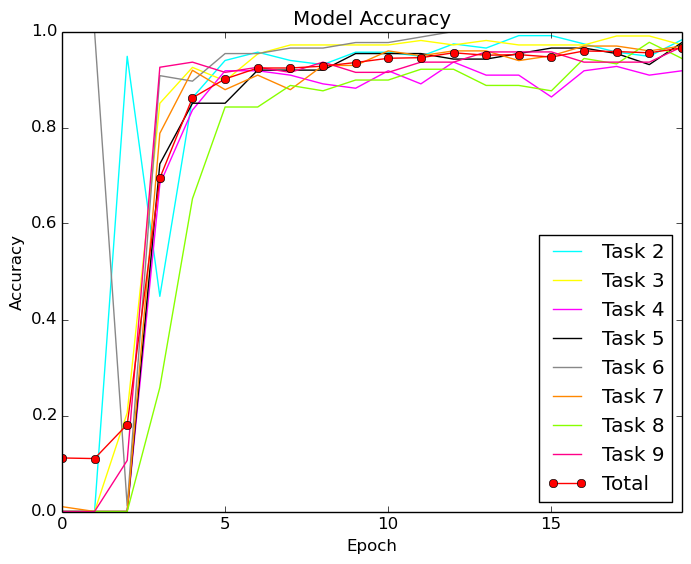 Model Accuracy
1.0
0.8
0.6
0.4
0.2
0.0
Accuracy
0
5
10
15
Epoch
Task 2
Task 3
Task 4
Task 5
Task 6
Task 7
Task 8
Task 9
Total